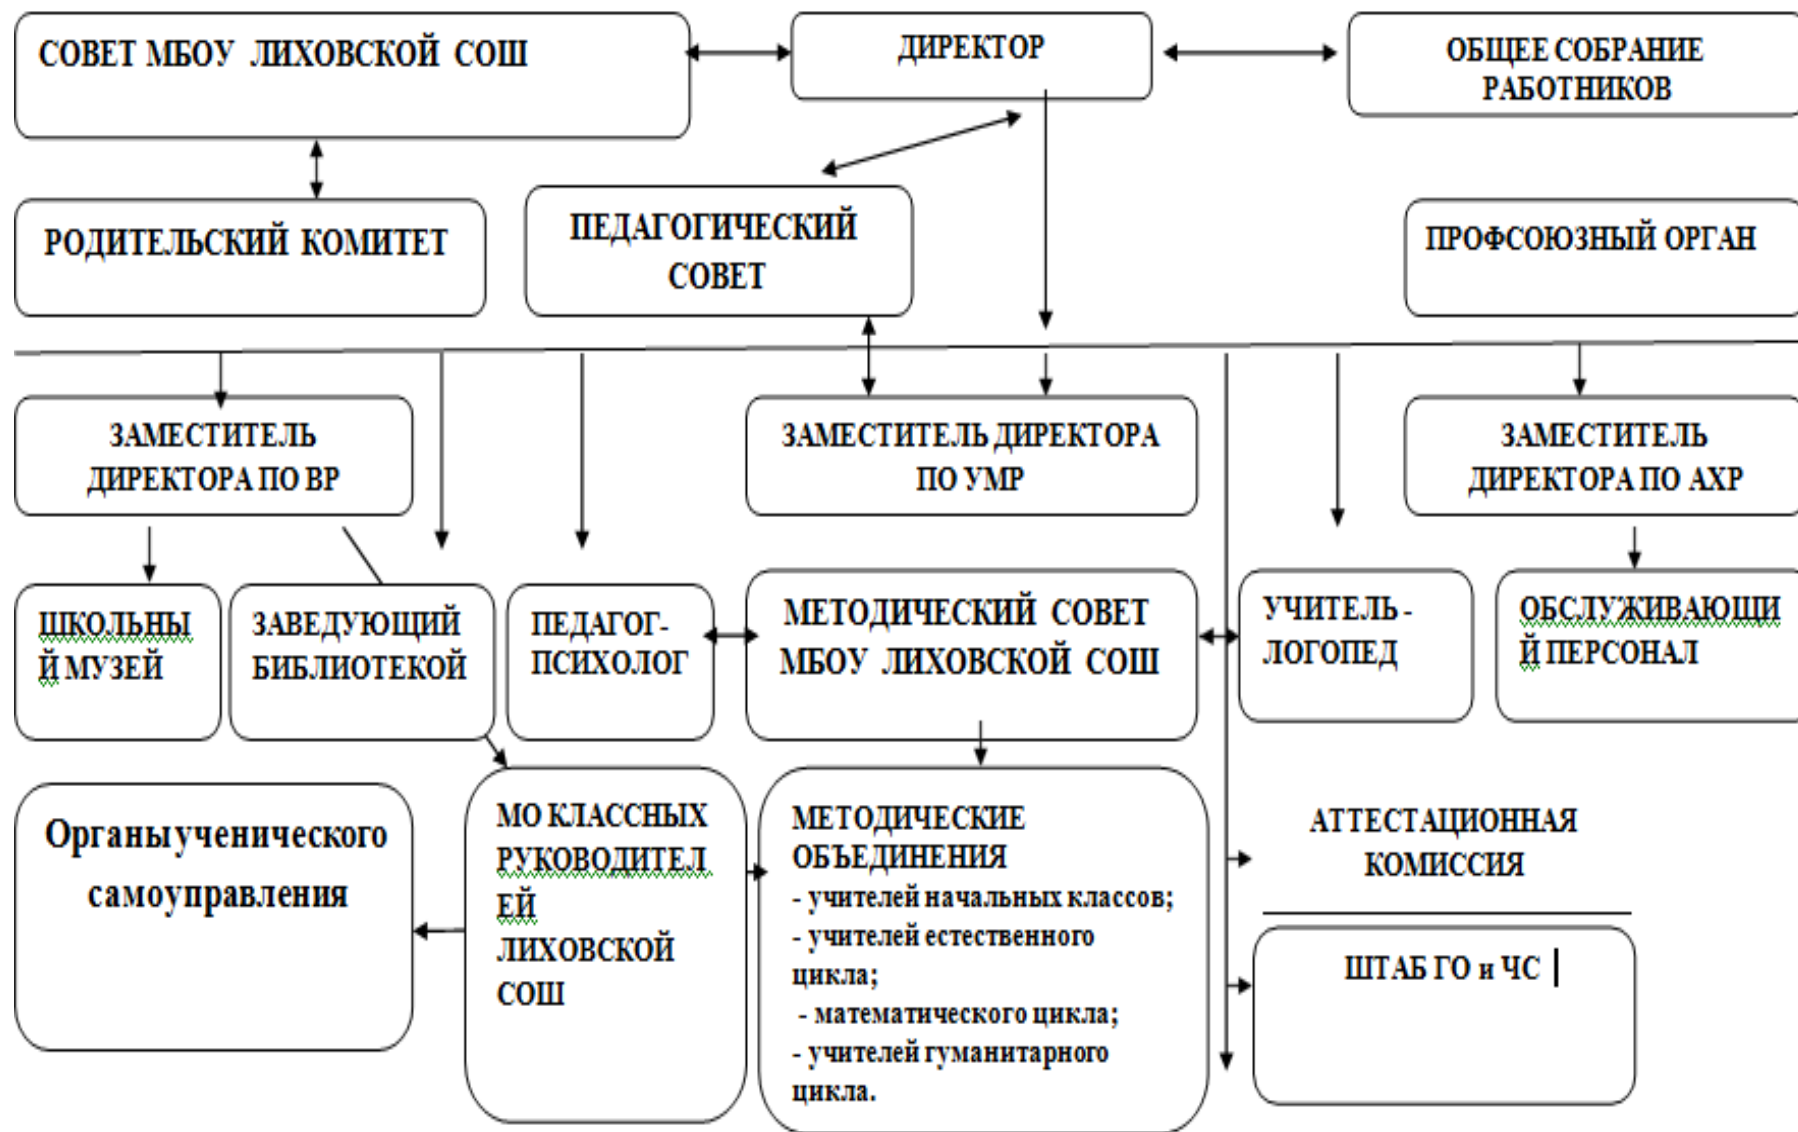 СОВЕТ МБОУ ЛИХОВСКОЙ СОШ
ДИРЕКТОР
ОБЩЕЕ СОБРАНИЕ
РАБОТНИКОВ
РОДИТЕЛЬСКИЙ КОМИТЕТ
ПЕДАГОГИЧЕСКИЙ
СОВЕТ
ПРОФСОЮЗНЫЙ ОРГАН
ЗАМЕСТИТЕЛЬ
ДИРЕКТОРА ПО ВР
ЗАМЕСТИТЕЛЬ ДИРЕКТОРА
ПО УМР
ЗАМЕСТИТЕЛЬ
ДИРЕКТОРА ПО АХР
ШКОЛЬНЫ
Й МУЗЕЙ
ЗАВЕДУЮЩИЙ
БИБЛИОТЕКОЙ
ПЕДАГОГ-
ПСИХОЛОГ
МЕТОДИЧЕСКИЙ СОВЕТ
МБОУ ЛИХОВСКОЙ СОШ
УЧИТЕЛЬ -
ЛОГОПЕД
ОБСЛУЖИВАЮЩИ
Й ПЕРСОНАЛ
Органы ученического
самоуправления
МО КЛАССНЫХ
РУКОВОДИТЕЛ
ЕЙ
ЛИХОВСКОЙ
СОШ
МЕТОДИЧЕСКИЕ
ОБЪЕДИНЕНИЯ
- учителей начальных классов;
- учителей естественного
цикла;
- математического цикла;
- учителей гуманитарного
цикла.
АТТЕСТАЦИОННАЯ
КОМИССИЯ
ШТАБ ГО и ЧС